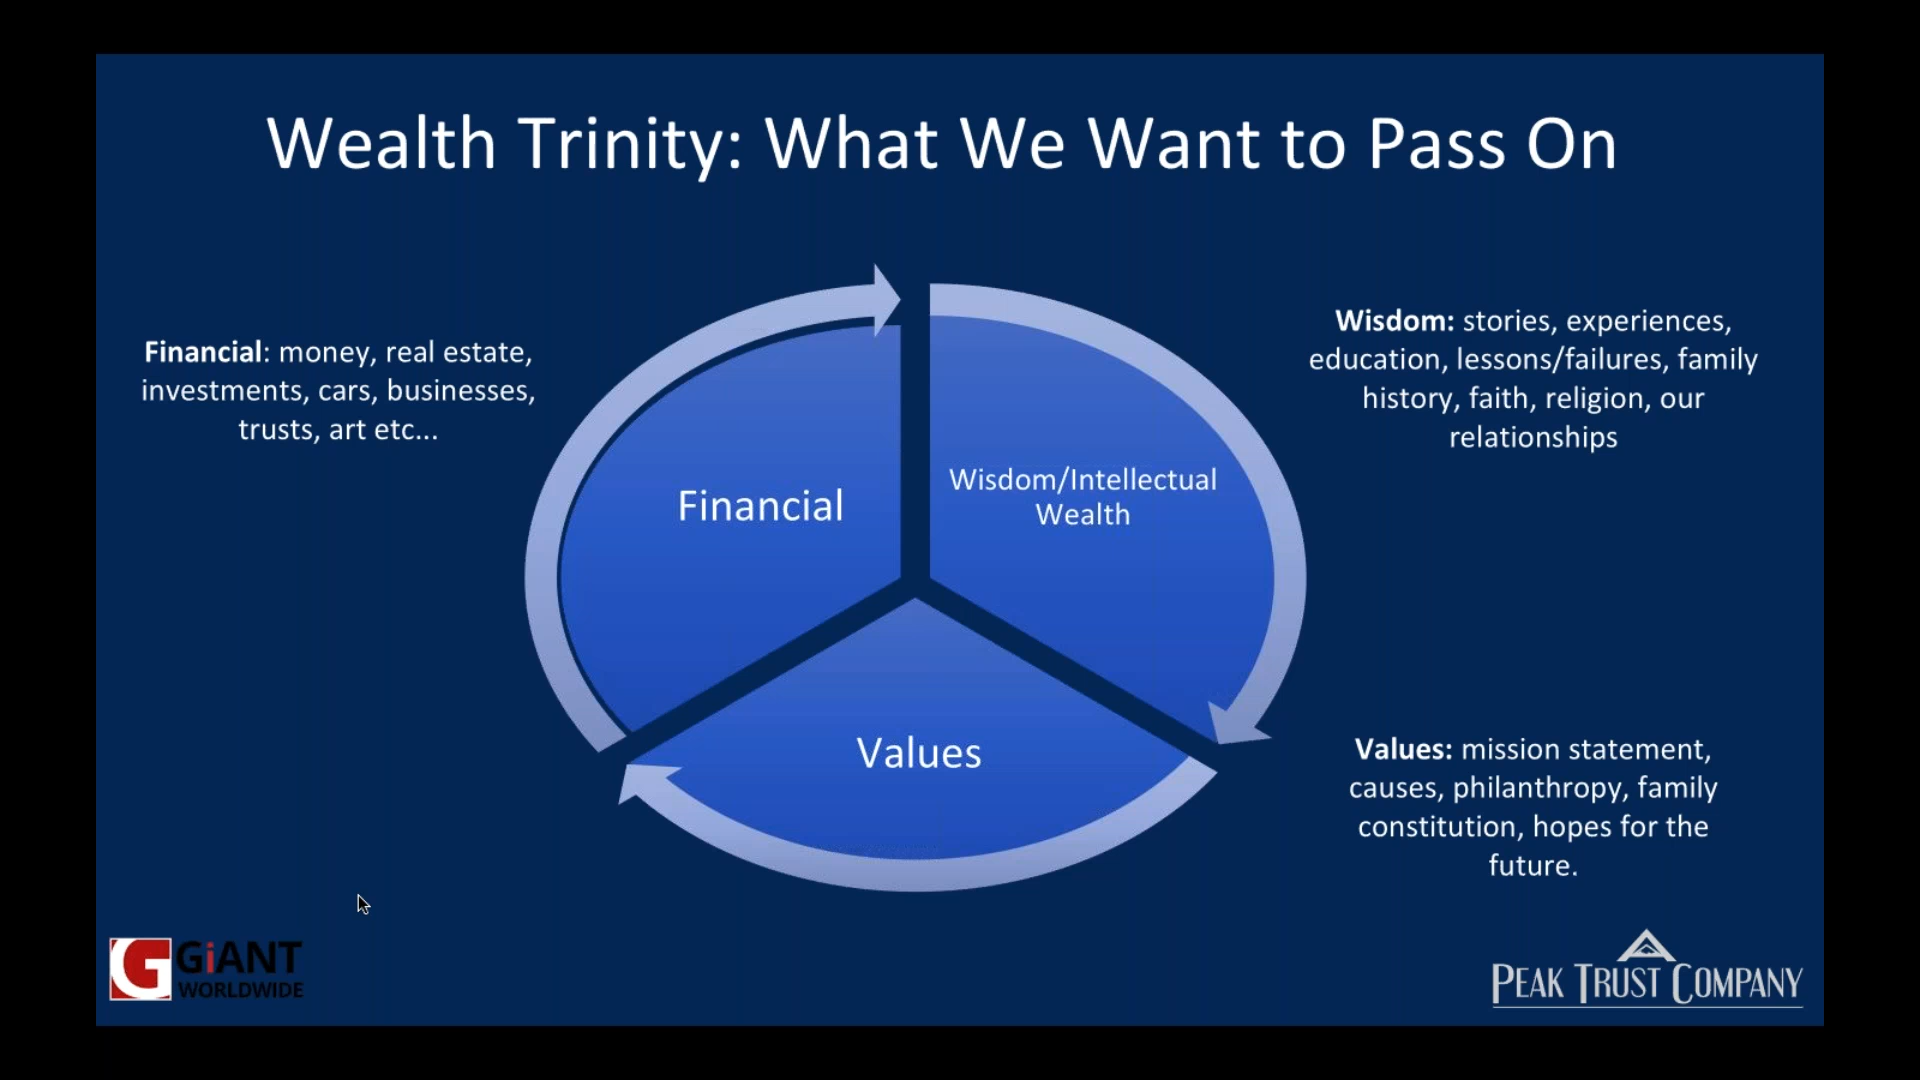 Wealth Trinity: What We Want to Pass On
Financial: money, real estate,
investments, cars, businesses,
trusts, art etc...
Wisdom: stories, experiences,
education, lessons/failures, family
history, faith, religion, our
relationships
Financial
Wisdom/Intellectual
Wealth
Values
Values: mission statement,
causes, philanthropy, family
constitution, hopes for the
future.
G GiANT
WORLDWIDE
PEAK TRUST COMPANY